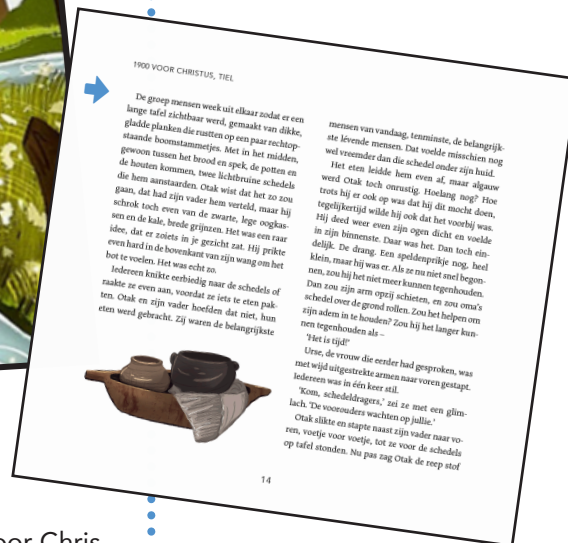 1900 VOOR CHRISTUS, TIEL
De groep mensen week uit elkaar zodat er een
lange tafel zichtbaar werd, gemaakt van dikke,
gladde planken die rustten op een paar rechtop-
staande boomstammetjes. Met in het midden,
gewoon tussen het brood en spek, de potten en
de houten kommen, twee lichtbruine schedels
die hem aanstaarden. Otak wist dat het zo zou
gaan, dat had zijn vader hem verteld, maar hij
schrok toch even van de zwarte, lege oogkas-
sen en de kale, brede grijnzen. Het was een raar
idee, dat er zoiets in je gezicht zat. Hij prikte
even hard in de bovenkant van zijn wang om het
bot te voelen. Het was echt zo.
Iedereen knikte eerbiedig naar de schedels of
raakte ze even aan, voordat ze iets te eten pak-
ten. Otak en zijn vader hoefden dat niet, hun
eten werd gebracht. Zij waren de belangrijkste
mensen van vandaag, tenminste, de belangrijk-
ste lévende mensen. Dat voelde misschien nog
wel vreemder dan die schedel onder zijn huid.
Het eten leidde hem even af, maar algauw
werd Otak toch onrustig. Hoelang nog? Hoe
trots hij er ook op was dat hij dit mocht doen,
tegelijkertijd wilde hij ook dat het voorbij was.
Hij deed weer even zijn ogen dicht en voelde
in zijn binnenste. Daar was het. Dan toch ein-
delijk. De drang. Een speldenprikje nog, heel
klein, maar hij was er. Als ze nu niet snel begon-
nen, zou hij het niet meer kunnen tegenhouden.
Dan zou zijn arm opzij schieten, en zou oma's
schedel over de grond rollen. Zou het helpen om
zijn adem in te houden? Zou hij het langer kun-
nen tegenhouden als –
'Het is tijd!'
Urse, de vrouw die eerder had gesproken, was
met wijd uitgestrekte armen naar voren gestapt.
Iedereen was in één keer stil.
'Kom, schedeldragers,' zei ze met een glim-
lach. 'De voorouders wachten op jullie.'
Otak slikte en stapte naast zijn vader naar vo-
ren, voetje voor voetje, tot ze voor de schedels
op tafel stonden. Nu pas zag Otak de reep stof
14
oor Chris